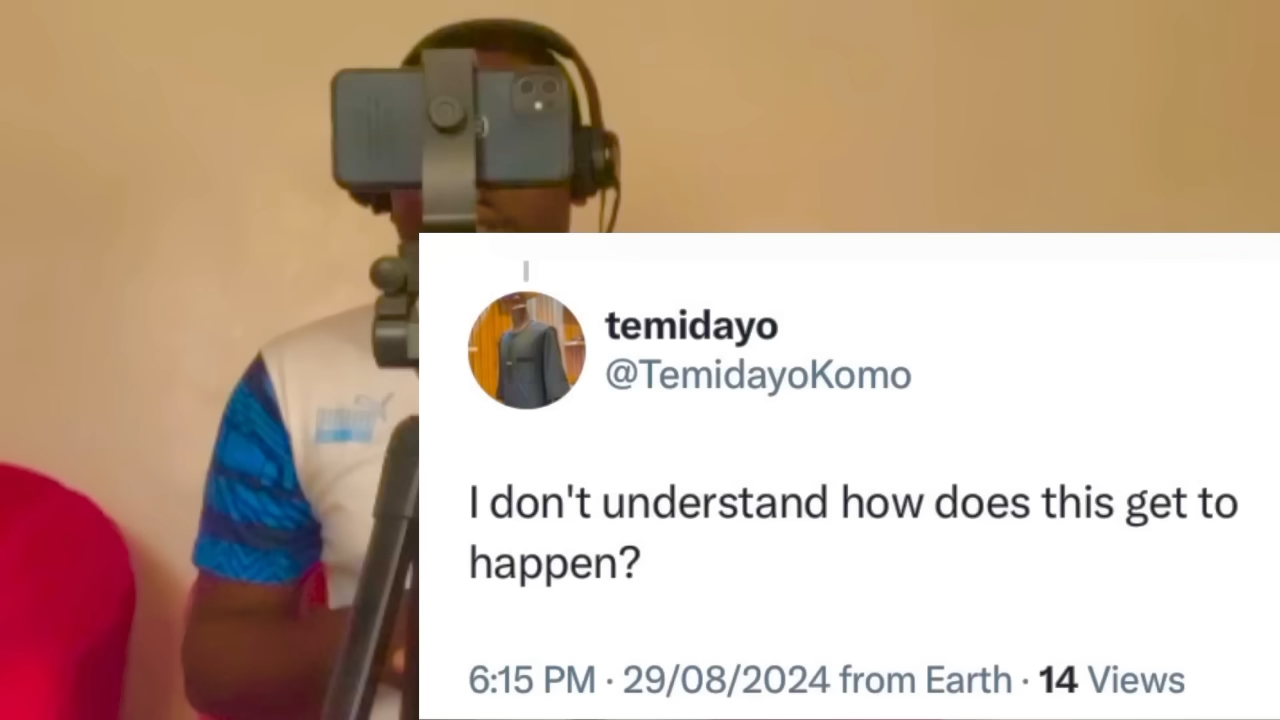 temidayo
@TemidayoKomo
I don't understand how does this get to
happen?
6:15 PM · 29/08/2024 from Earth · 14 Views